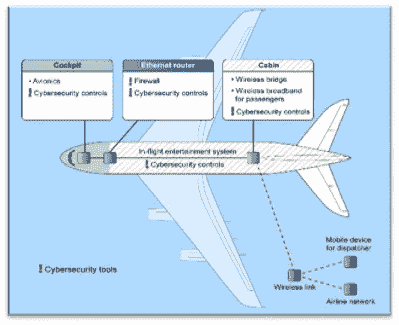 Cockpit
• Avionics
! Cybersecurity controls
Ethernet router
! Firewall
! Cybersecurity controls
Cabin
• Wireless bridge
• Wireless broadband
for passengers
! Cybersecurity controls
In-flight entertainment system
! Cybersecurity controls
Mobile device
for dispatcher
! Cybersecurity tools
Wireless link
Airline network